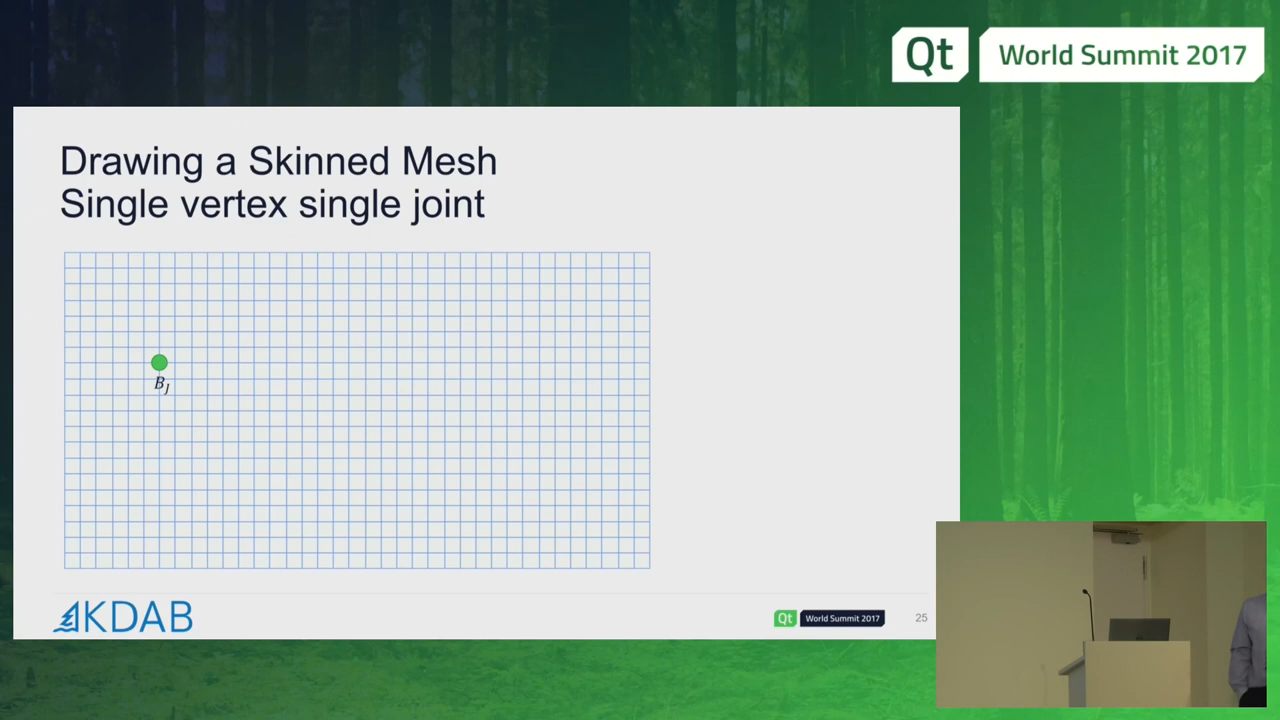 Qt World Summit 2017
Drawing a Skinned Mesh
Single vertex single joint
B_J
KDAB
Qt World Summit 2017
25